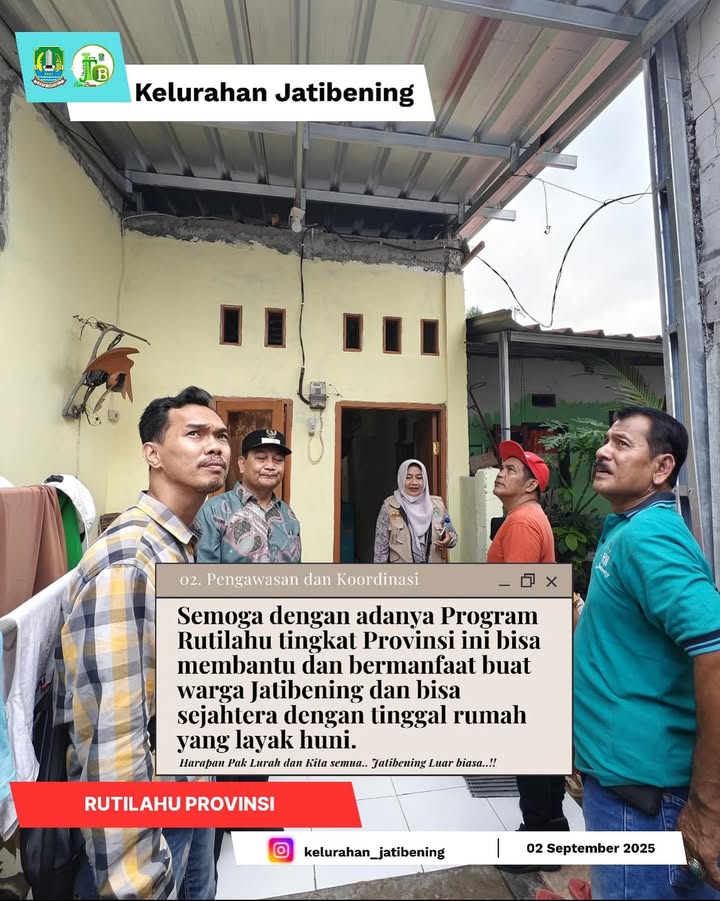 Kelurahan Jatibening
02. Pengawasan dan Koordinasi
Semoga dengan adanya Program
Rutilahu tingkat Provinsi ini bisa
membantu dan bermanfaat buat
warga Jatibening dan bisa
sejahtera dengan tinggal rumah
yang layak huni.
Harapan Pak Lurah dan Kita semua.. Jatibening Luar biasa..!!
RUTILAHU PROVINSI
kelurahan_jatibening
02 September 2025